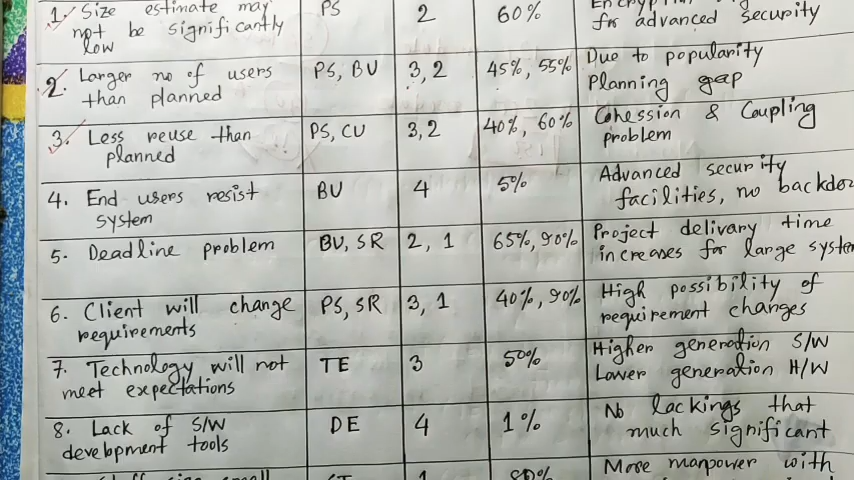 1. Size estimate may PS 2 60%
not be significantly for advanced security
low
2. Larger no of users PS, BU 3, 2 45%, 55% Due to popularity
than planned Planning gap
3. Less reuse than PS, CU 3,2 40%, 60% Cohession & Coupling
planned problem
4. End users resist BU 4 5% Advanced security
system facilities, no backdoo
5. Deadline problem BU, SR 2, 1 65%, 90% Project delivary time
increases for large system
6. Client will change PS, SR 3, 1 40%, 90% High possibility of
requirements requirement changes
7. Technology will not TE 3 50% Higher generation S/W
meet expectations Lower generation H/W
8. Lack of S/W DE 4 1% No lackings that
development tools much significant
small 1 80% More manpower with